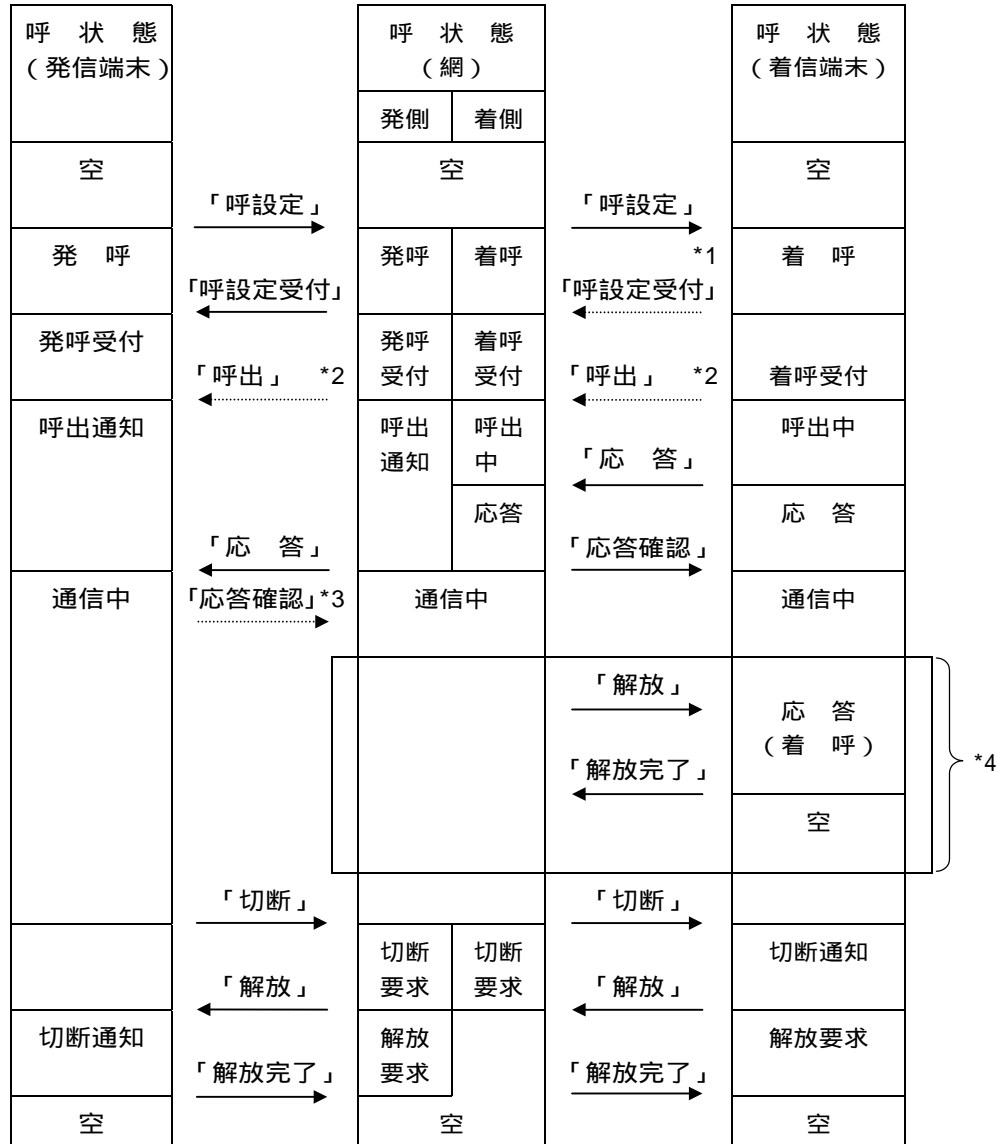 呼 状 態
(発信端末)
呼 状 態
(網)
呼 状 態
(着信端末)
発側 着側
空 空 空
「呼設定」 「呼設定」
発 呼 発呼 着呼 *1 着 呼
「呼設定受付」 「呼設定受付」
発呼受付 発呼 着呼
「呼出」 *2 受付 受付 「呼出」 *2 着呼受付
呼出通知 呼出 呼出 呼出中
通知 中 「応 答」
応答 応 答
「応 答」 「応答確認」
通信中 「応答確認」*3 通信中 通信中
「解放」
応 答
(着 呼)
*4
「解放完了」
空
「切断」 「切断」
切断 切断 切断通知
「解放」 要求 要求 「解放」
切断通知 解放 解放要求
「解放完了」 要求 「解放完了」
空 空 空